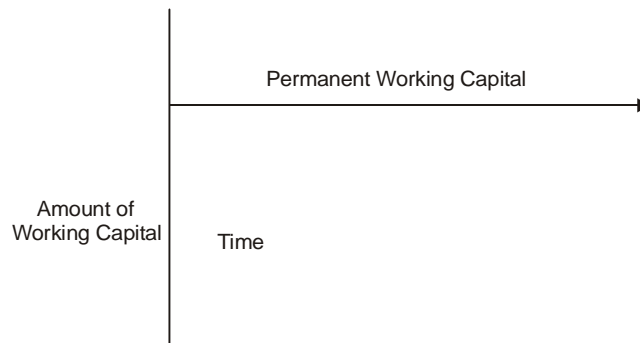 Permanent Working Capital
Amount of
Working Capital
Time